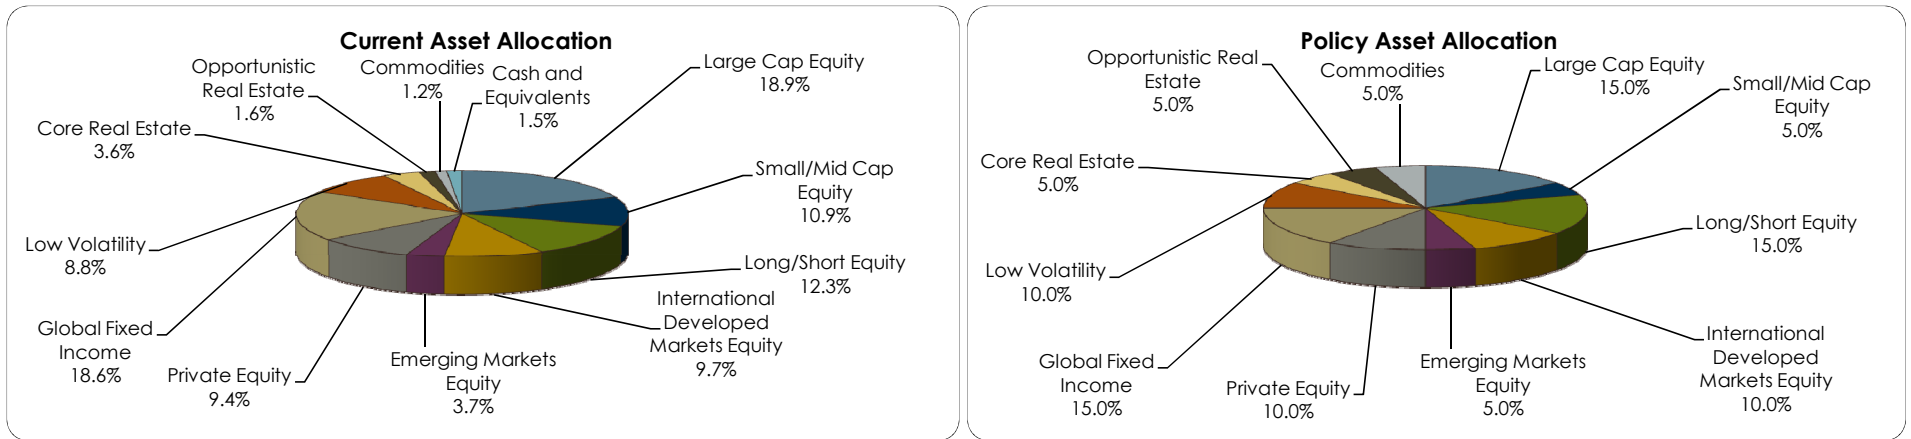 Current Asset Allocation
Opportunistic
Real Estate
1.6%
Commodities
1.2%
Cash and
Equivalents
1.5%
Large Cap Equity
18.9%
Core Real Estate
3.6%
Small/Mid Cap
Equity
10.9%
Low Volatility
8.8%
Long/Short Equity
12.3%
Global Fixed
Income
18.6%
Private Equity
9.4%
Emerging Markets
Equity
3.7%
International
Developed
Markets Equity
9.7%
Policy Asset Allocation
Opportunistic Real
Estate
5.0%
Commodities
5.0%
Large Cap Equity
15.0%
Small/Mid Cap
Equity
5.0%
Core Real Estate
5.0%
Long/Short Equity
15.0%
Low Volatility
10.0%
Global Fixed
Income
15.0%
Private Equity
10.0%
Emerging Markets
Equity
5.0%
International
Developed
Markets Equity
10.0%